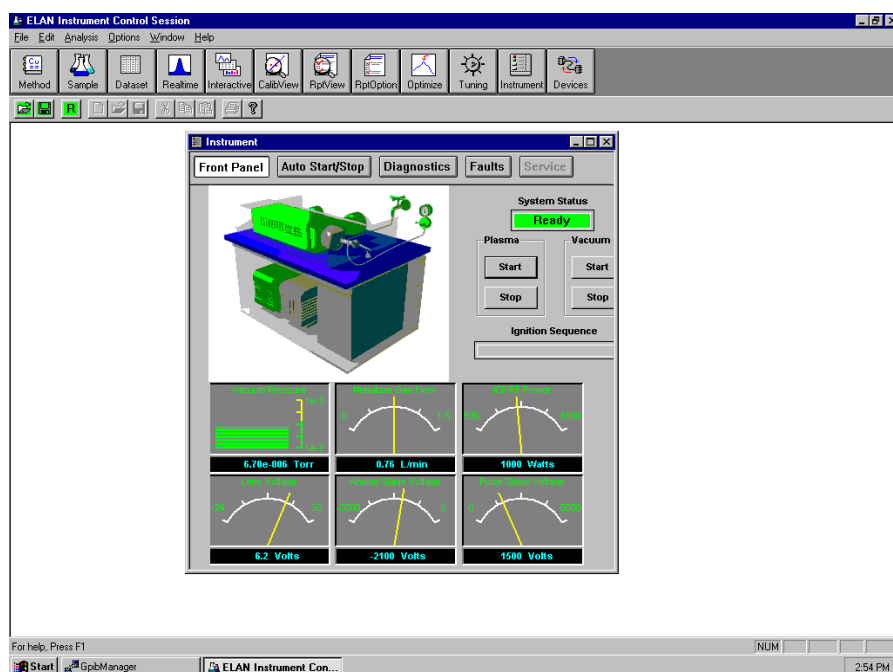 ELAN Instrument Control Session
File Edit Analysis Options Window Help
Cu
Method Sample Dataset Realtime Interactive CalibView RptView RptOption Optimize Tuning Instrument Devices
R ?
Instrument
Front Panel Auto Start/Stop Diagnostics Faults Service
System Status
Ready
Plasma Vacuum
Start Start
Stop Stop
Ignition Sequence
Vacuum Pressure Nebulizer Gas Flow ICP RF Power
e-3 0 1.5 500 1600
1e-7
6.70e-006 Torr 0.76 L/min 1000 Watts
Lens Voltage Analog Stage Voltage Pulse Stage Voltage
-24 20 -5000 0 0 5000
6.2 Volts -2100 Volts 1500 Volts
For help, Press F1 NUM
Start GpibManager ELAN Instrument Con... 2:54 PM